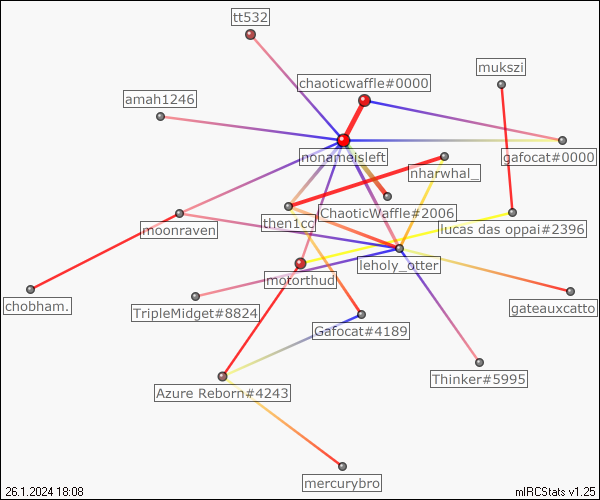 tt532
mukszi
chaoticwaffle#0000
amah1246
nonameisleft
gafocat#0000
nharwhal_
ChaoticWaffle#2006
then1cc
lucas das oppai#2396
moonraven
leholy_otter
motorthud
chobham.
TripleMidget#8824
gateauxcatto
Gafocat#4189
Thinker#5995
Azure Reborn#4243
mercurybro
26.1.2024 18:08
mIRCStats v1.25